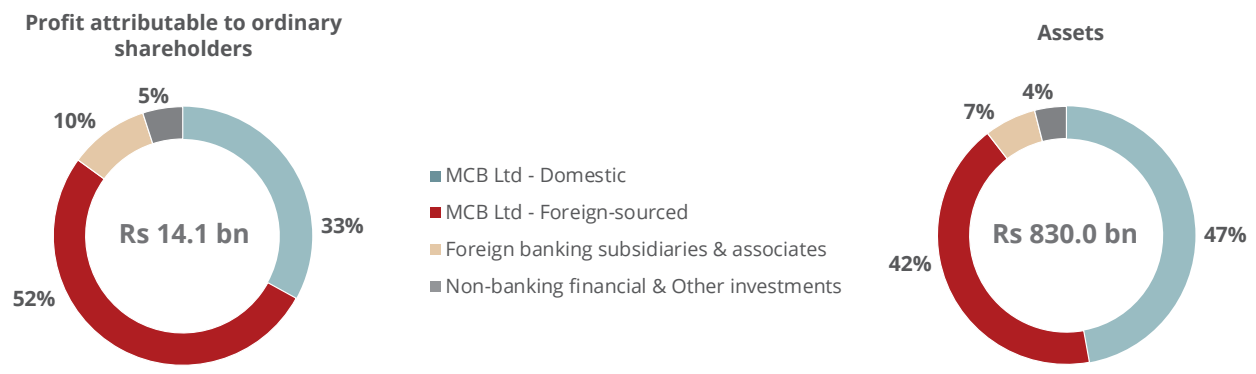 Profit attributable to ordinary
shareholders
5%
10%
Rs 14.1 bn
33%
52%
MCB Ltd - Domestic
MCB Ltd - Foreign-sourced
Foreign banking subsidiaries & associates
Non-banking financial & Other investments
Assets
4%
7%
Rs 830.0 bn
47%
42%